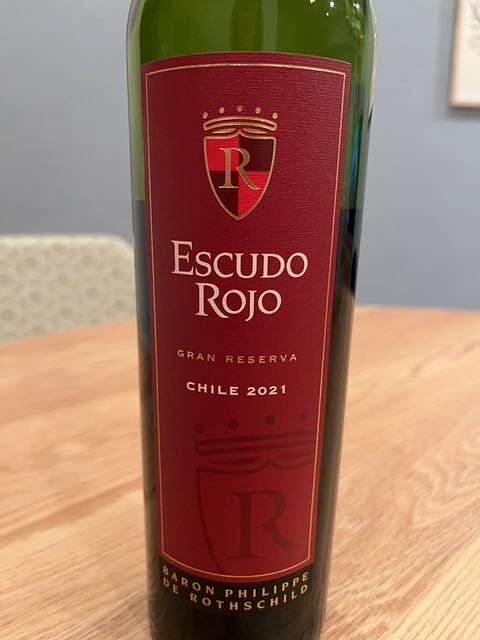 R
ESCUDO
ROJO
GRAN RESERVA
CHILE 2021
R
BARON PHILIPPE
DE ROTHSCHILD